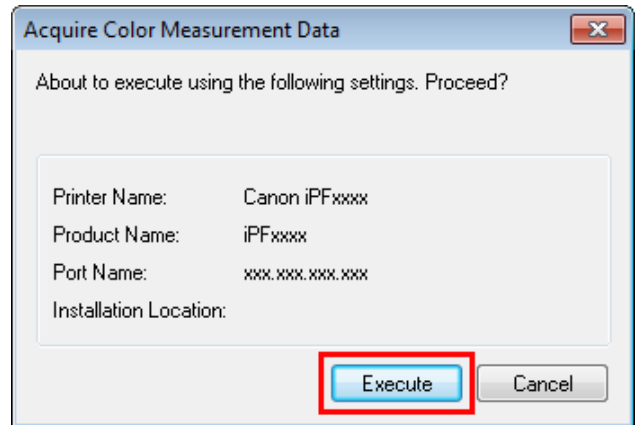 Acquire Color Measurement Data
About to execute using the following settings. Proceed?
Printer Name: Canon iPFxxxx
Product Name: iPFxxxx
Port Name: xxx.xxx.xxx.xxx
Installation Location:
Execute Cancel